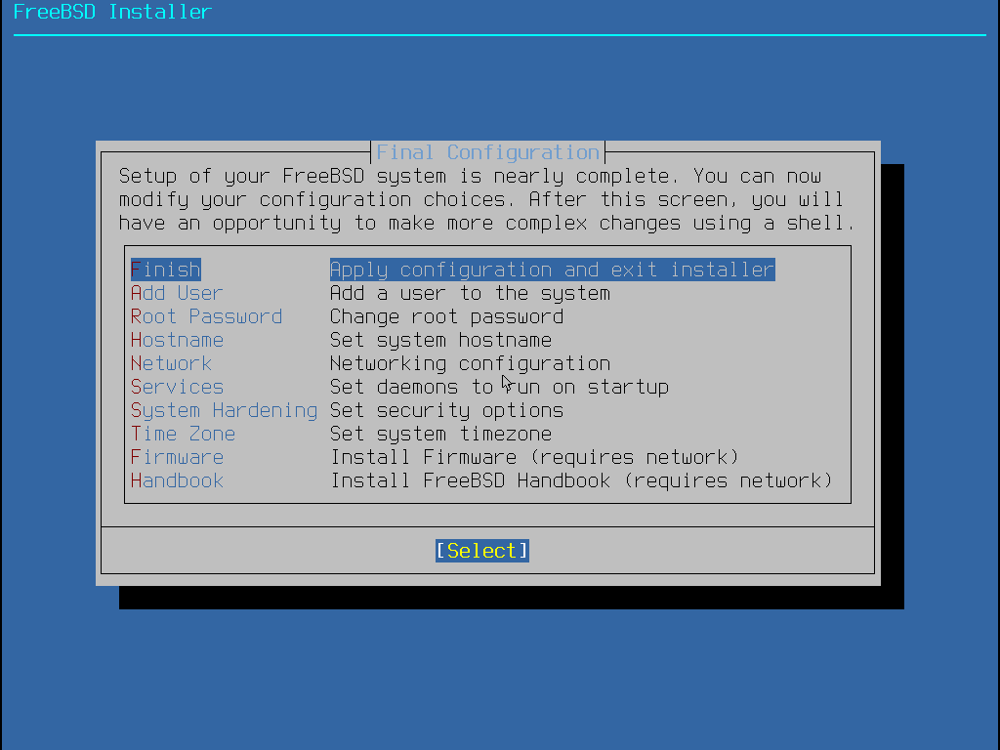 FreeBSD Installer
Final Configuration
Setup of your FreeBSD system is nearly complete. You can now
modify your configuration choices. After this screen, you will
have an opportunity to make more complex changes using a shell.
Finish Apply configuration and exit installer
Add User Add a user to the system
Root Password Change root password
Hostname Set system hostname
Network Networking configuration
Services Set daemons to run on startup
System Hardening Set security options
Time Zone Set system timezone
Firmware Install Firmware (requires network)
Handbook Install FreeBSD Handbook (requires network)
[Select]